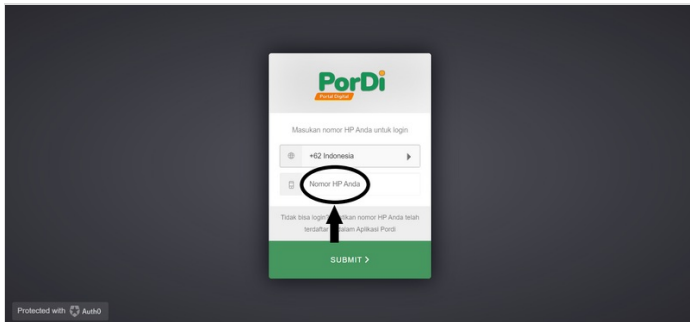 PorDi
Portal Digital
Masukan nomor HP Anda untuk login
+62 Indonesia
Nomor HP Anda
Tidak bisa login? nomor HP Anda telah
terdaftar dalam Aplikasi Pordi
SUBMIT >
Protected with Auth0